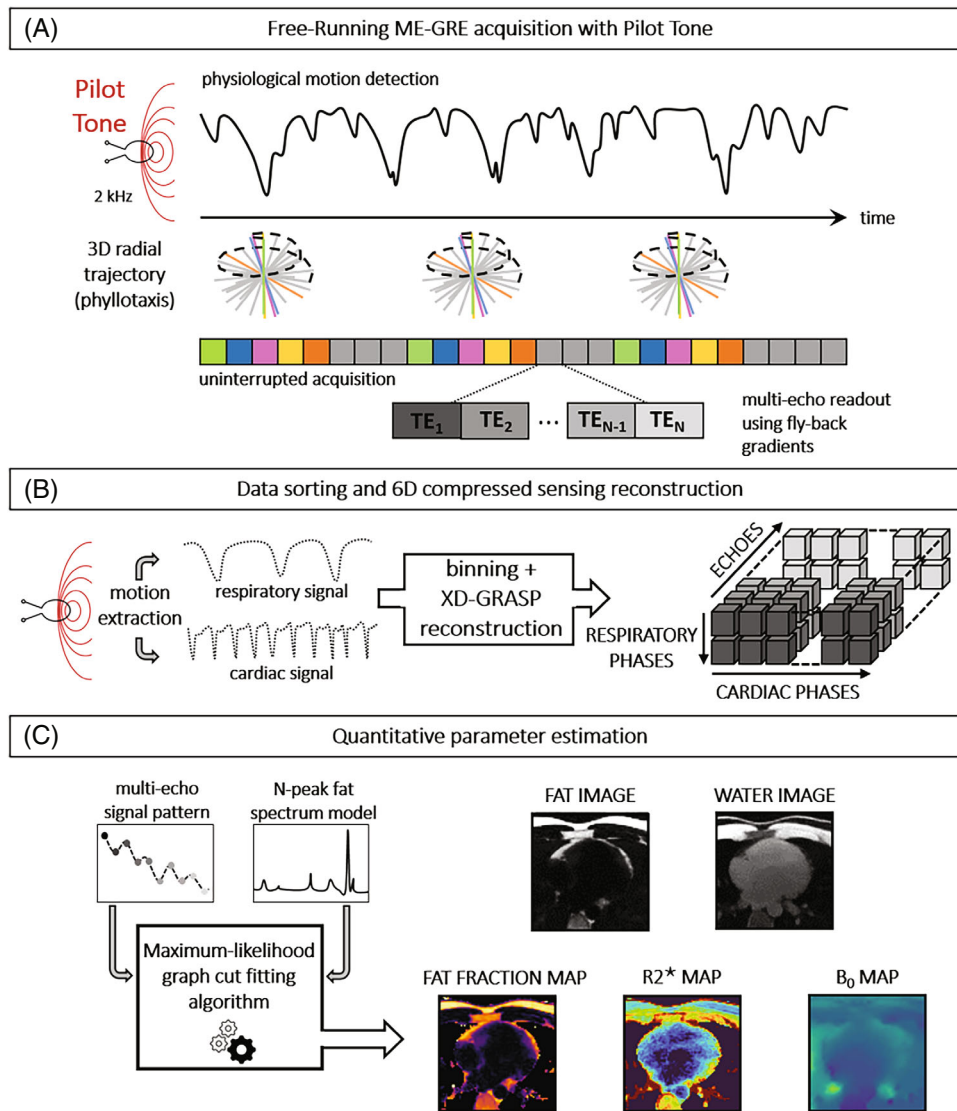 (A)
Free-Running ME-GRE acquisition with Pilot Tone
Pilot
Tone
physiological motion detection
2 kHz
time
3D radial
trajectory
(phyllotaxis)
uninterrupted acquisition
TE1 TE2 ... TEN-1 TEN
multi-echo readout
using fly-back
gradients
(B)
Data sorting and 6D compressed sensing reconstruction
motion
extraction
respiratory signal
cardiac signal
binning +
XD-GRASP
reconstruction
ECHOES
RESPIRATORY
PHASES
CARDIAC PHASES
(C)
Quantitative parameter estimation
multi-echo
signal pattern
N-peak fat
spectrum model
Maximum-likelihood
graph cut fitting
algorithm
FAT IMAGE
WATER IMAGE
FAT FRACTION MAP
R2* MAP
B0 MAP